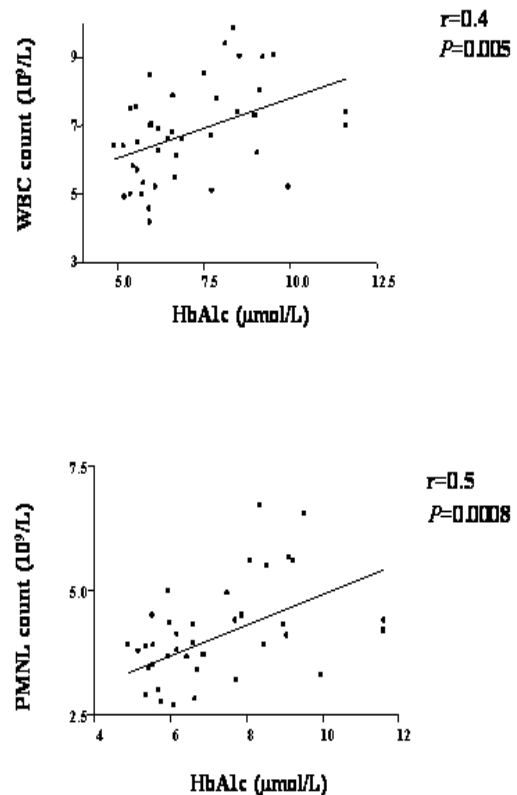 r=0.4
P=0.005
WBC count (10⁹/L)
9
7
5
3
5.0 7.5 10.0 12.5
HbA1c (μmol/L)
r=0.5
P=0.0008
PMNL count (10⁹/L)
7.5
5.0
2.5
4 6 8 10 12
HbA1c (μmol/L)